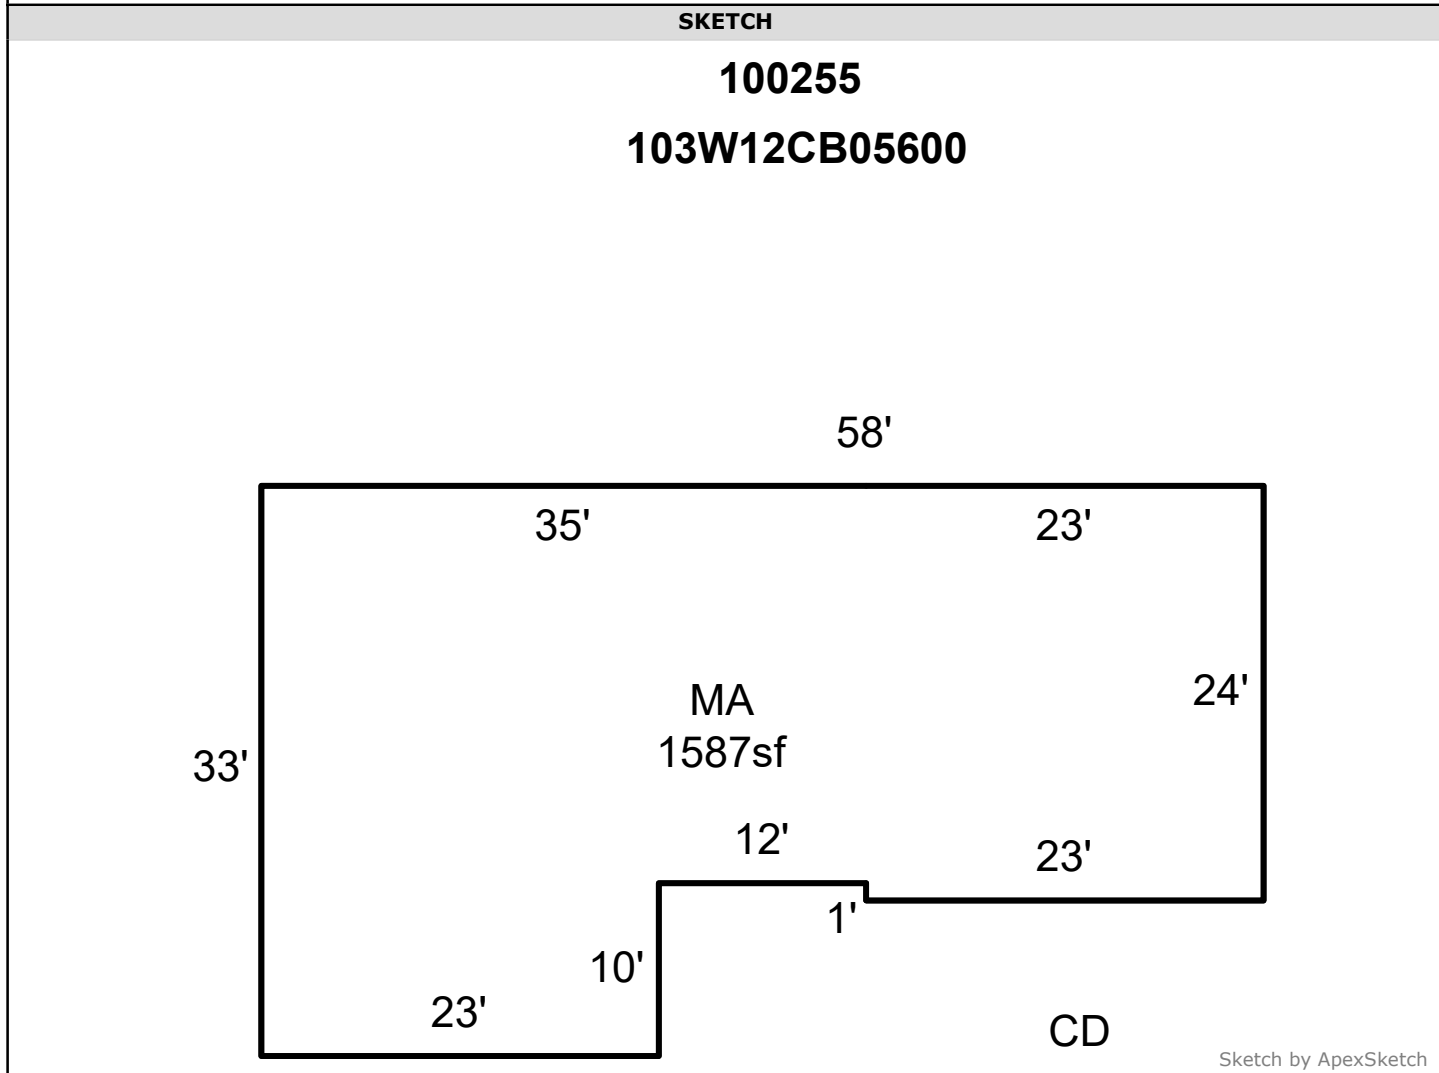 SKETCH
100255
103W12CB05600
58'
35' 23'
24'
MA
1587sf
33'
12'
23'
1'
10'
23'
CD
Sketch by ApexSketch